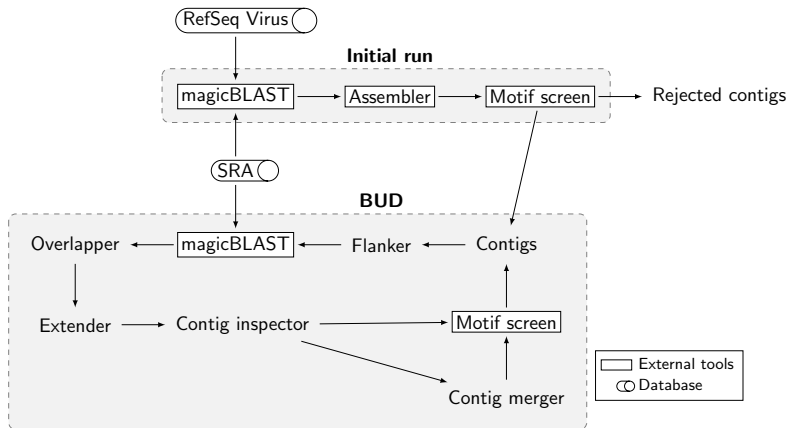 RefSeq Virus
Initial run
magicBLAST
Assembler
Motif screen
Rejected contigs
SRA
BUD
Overlapper
magicBLAST
Flanker
Contigs
Extender
Contig inspector
Motif screen
Contig merger
External tools
Database